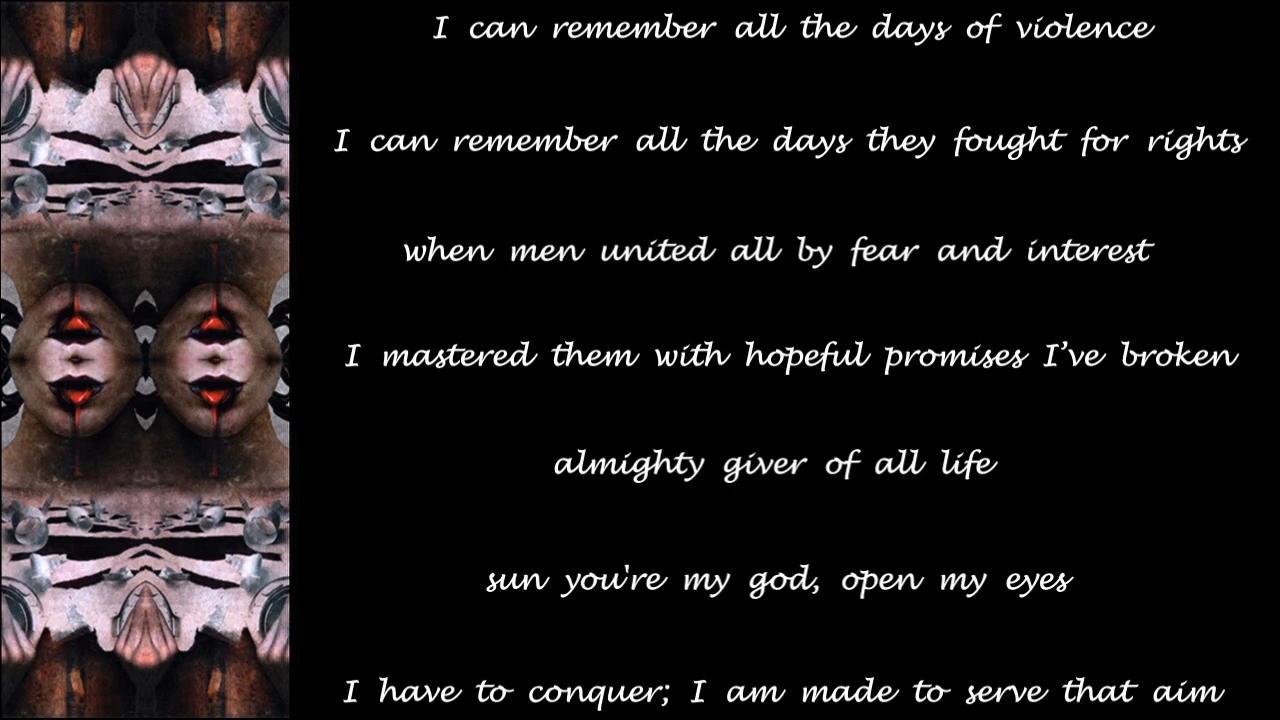 I can remember all the days of violence
I can remember all the days they fought for rights
when men united all by fear and interest
I mastered them with hopeful promises I’ve broken
almighty giver of all life
sun you're my god, open my eyes
I have to conquer; I am made to serve that aim